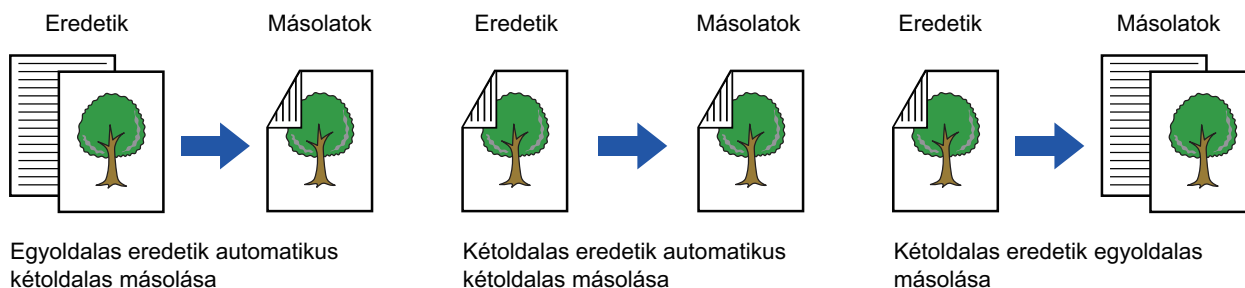 Eredetik
Másolatok
Eredetik
Másolatok
Eredetik
Másolatok
Egyoldalas eredetik automatikus
kétoldalas másolása
Kétoldalas eredetik automatikus
kétoldalas másolása
Kétoldalas eredetik egyoldalas
másolása